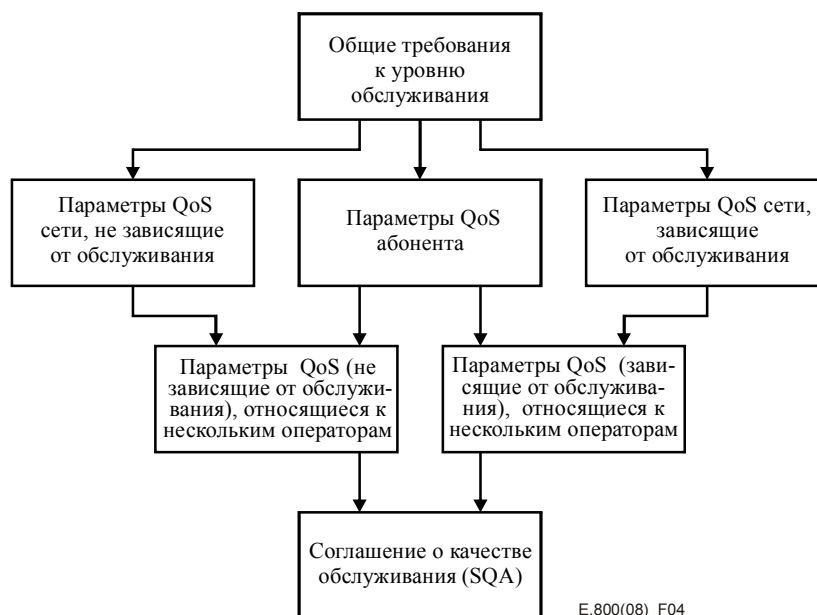 Общие требования
к уровню
обслуживания
Параметры QoS
сети, не зависящие
от обслуживания
Параметры QoS
абонента
Параметры QoS сети,
зависящие
от обслуживания
Параметры QoS (не
зависящие от обслужи-
вания), относящиеся к
нескольким операторам
Параметры QoS (зави-
сящие от обслужива-
ния), относящиеся к
нескольким операторам
Соглашение о качестве
обслуживания (SQA)
E.800(08)_F04